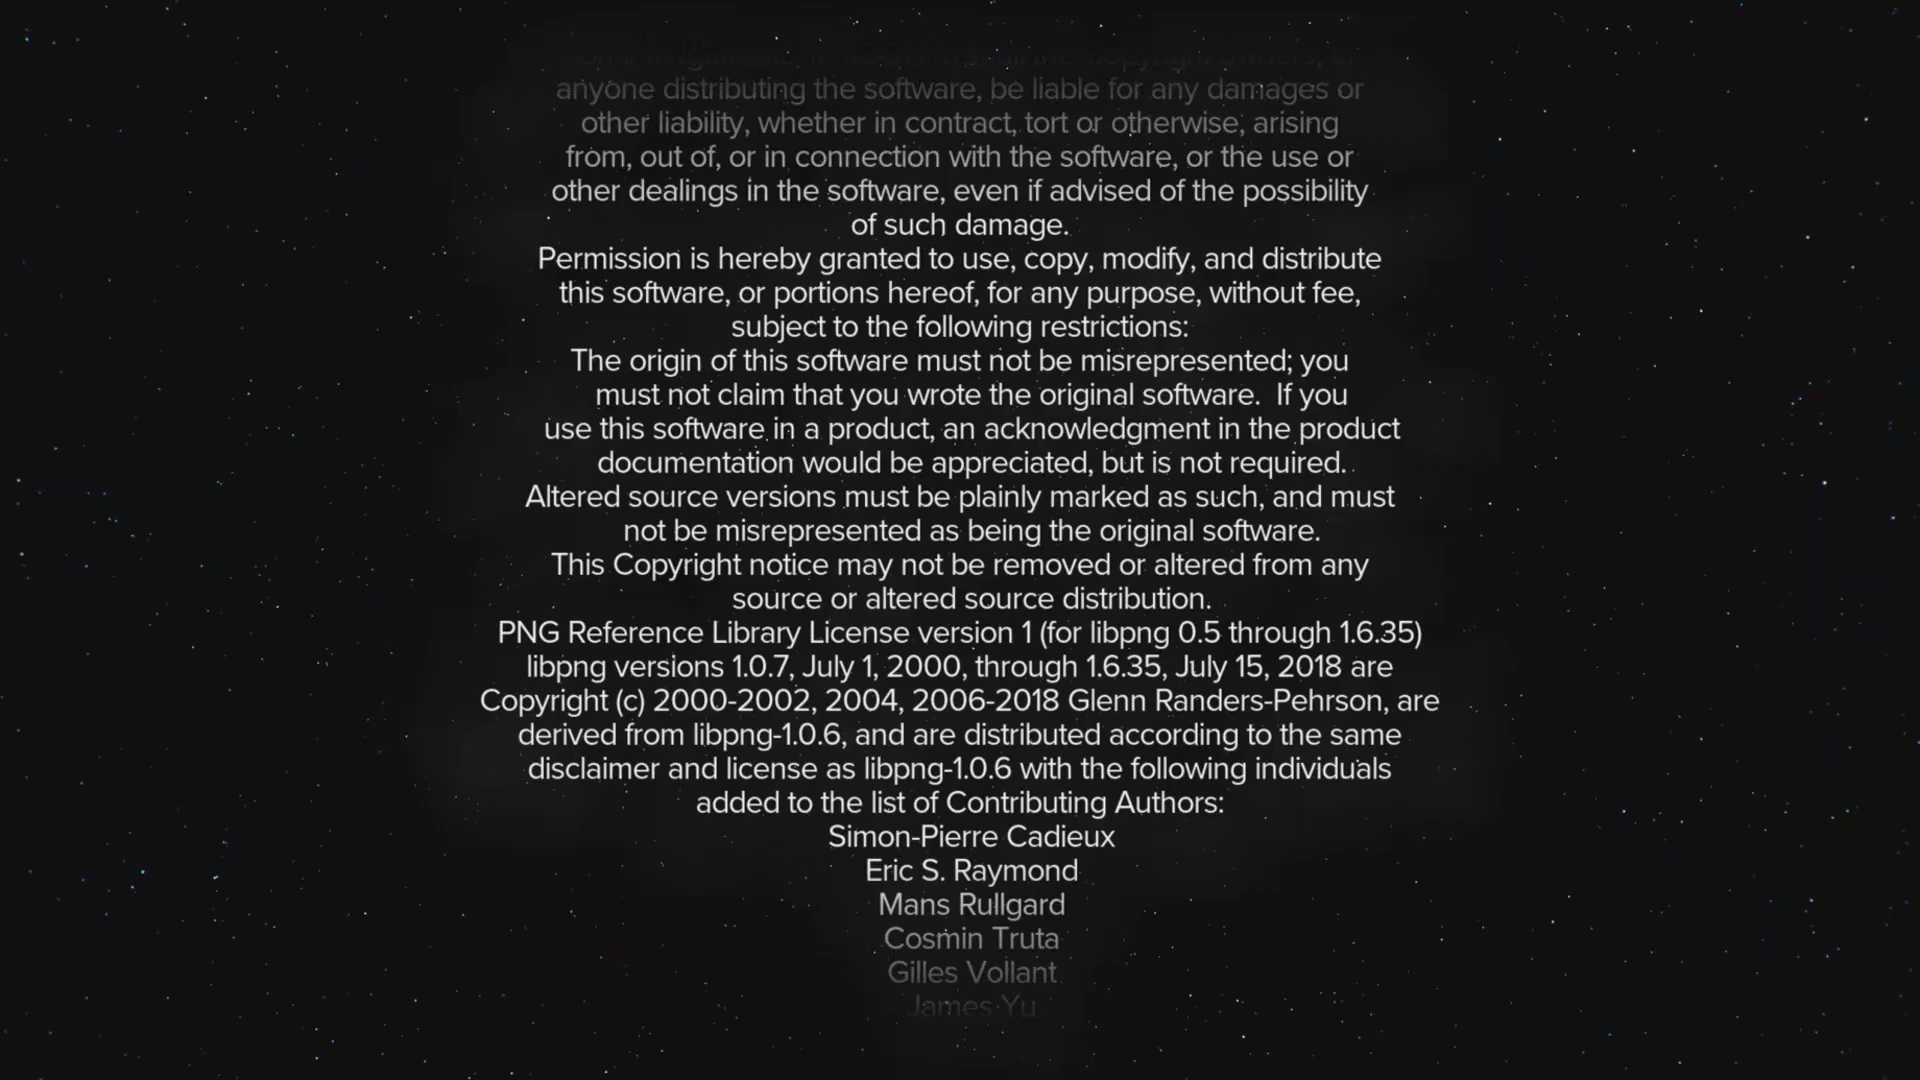 anyone distributing the software, be liable for any damages or
other liability, whether in contract, tort or otherwise, arising
from, out of, or in connection with the software, or the use or
other dealings in the software, even if advised of the possibility
of such damage.
Permission is hereby granted to use, copy, modify, and distribute
this software, or portions hereof, for any purpose, without fee,
subject to the following restrictions:
The origin of this software must not be misrepresented; you
must not claim that you wrote the original software.  If you
use this software in a product, an acknowledgment in the product
documentation would be appreciated, but is not required.
Altered source versions must be plainly marked as such, and must
not be misrepresented as being the original software.
This Copyright notice may not be removed or altered from any
source or altered source distribution.
PNG Reference Library License version 1 (for libpng 0.5 through 1.6.35)
libpng versions 1.0.7, July 1, 2000, through 1.6.35, July 15, 2018 are
Copyright (c) 2000-2002, 2004, 2006-2018 Glenn Randers-Pehrson, are
derived from libpng-1.0.6, and are distributed according to the same
disclaimer and license as libpng-1.0.6 with the following individuals
added to the list of Contributing Authors:
Simon-Pierre Cadieux
Eric S. Raymond
Mans Rullgard
Cosmin Truta
Gilles Vollant
James Yu